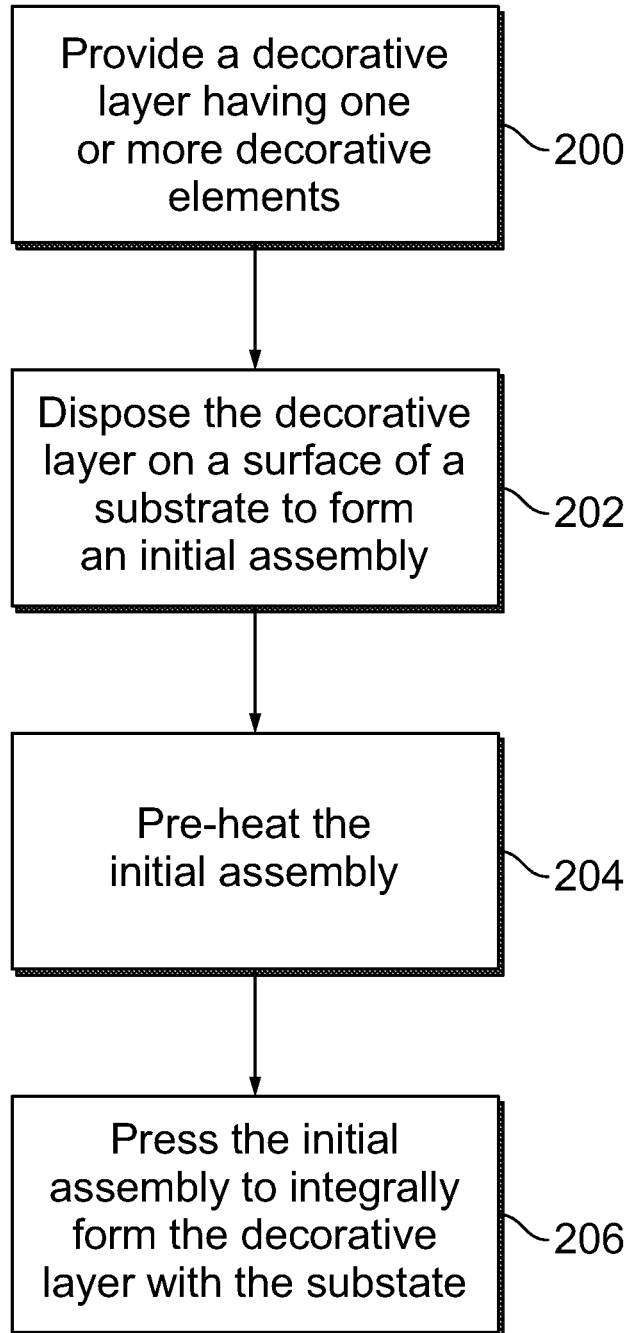 Provide a decorative
layer having one
or more decorative
elements
200
Dispose the decorative
layer on a surface of a
substrate to form
an initial assembly
202
Pre-heat the
initial assembly
204
Press the initial
assembly to integrally
form the decorative
layer with the substate
206